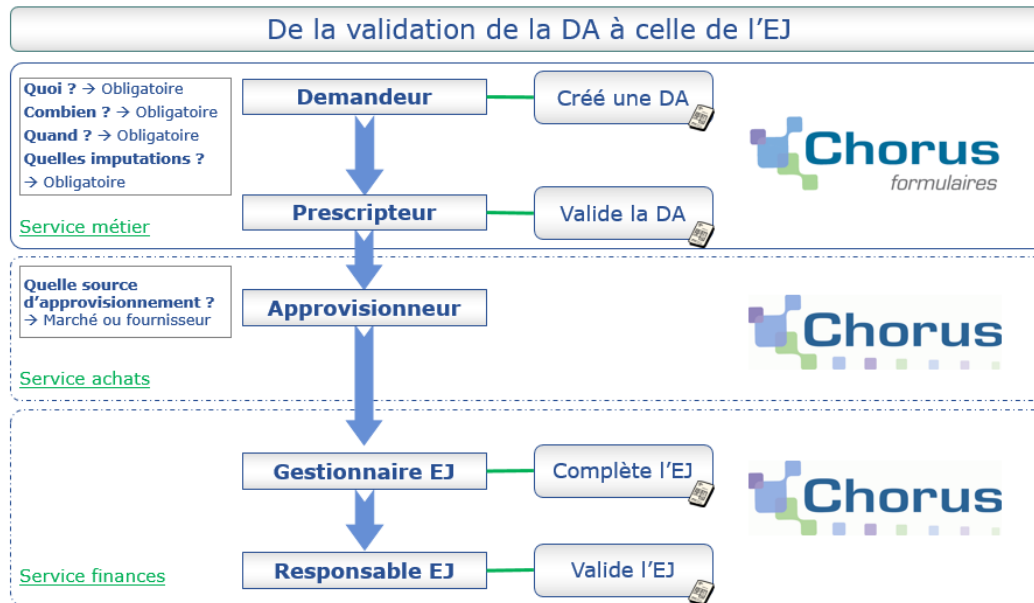 De la validation de la DA à celle de l'EJ
Quoi ? → Obligatoire
Combien ? → Obligatoire
Quand ? → Obligatoire
Quelles imputations ?
→ Obligatoire
Service métier
Demandeur
Créé une DA
Prescripteur
Valide la DA
Chorus
formulaires
Quelle source
d'approvisionnement ?
→ Marché ou fournisseur
Service achats
Approvisionneur
Chorus
Gestionnaire EJ
Complète l'EJ
Chorus
Service finances
Responsable EJ
Valide l'EJ